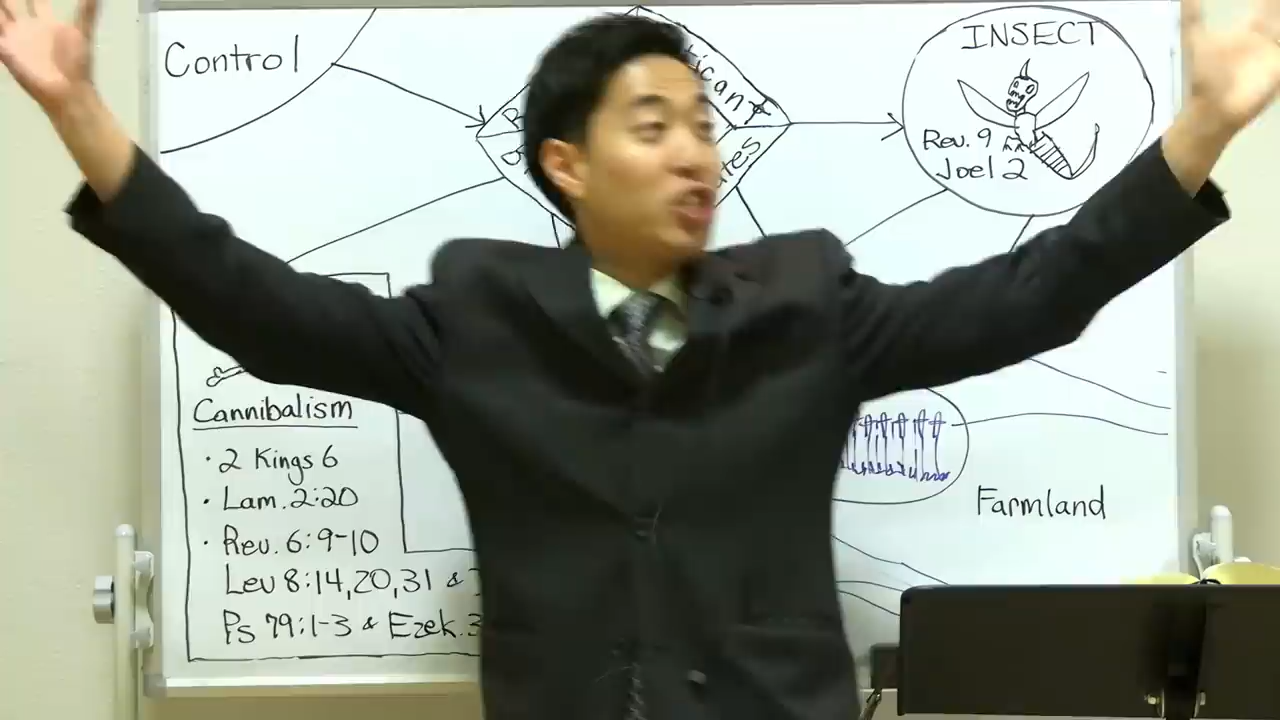 Control
INSECT
Rev. 9
Joel 2
Cannibalism
· 2 Kings 6
· Lam. 2:20
· Rev. 6:9-10
Lev 8:14,20,31 &
Ps 79:1-3 & Ezek. 3
Farmland